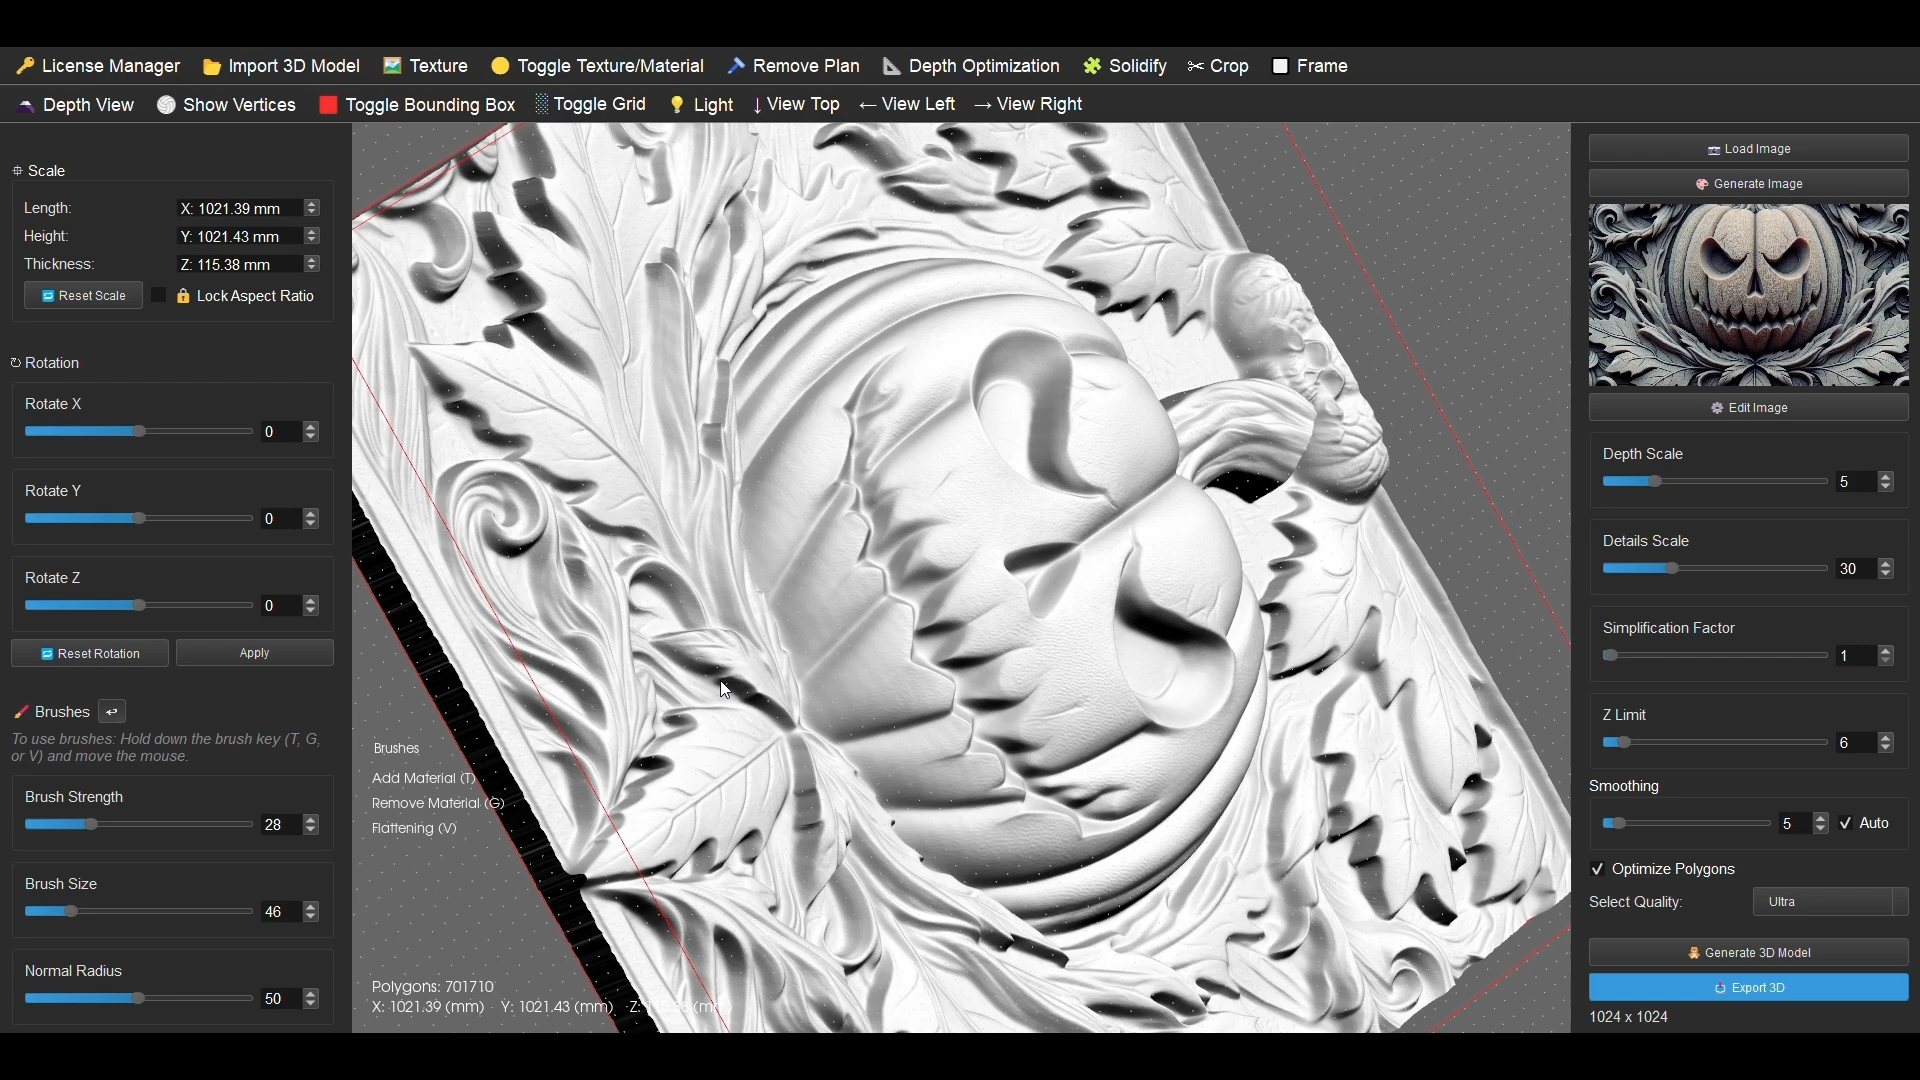 License Manager
Import 3D Model
Texture
Toggle Texture/Material
Remove Plan
Depth Optimization
Solidify
Crop
Frame
Depth View
Show Vertices
Toggle Bounding Box
Toggle Grid
Light
↓ View Top
← View Left
→ View Right
Scale
Length:
X: 1021.39 mm
Height:
Y: 1021.43 mm
Thickness:
Z: 115.38 mm
Reset Scale
Lock Aspect Ratio
Rotation
Rotate X
0
Rotate Y
0
Rotate Z
0
Reset Rotation
Apply
Brushes
To use brushes: Hold down the brush key (T, G,
or V) and move the mouse.
Brush Strength
28
Brush Size
46
Normal Radius
50
Brushes
Add Material (T)
Remove Material (G)
Flattening (V)
Polygons: 701710
X: 1021.39 (mm) Y: 1021.43 (mm) Z: 115.38 (mm)
Load Image
Generate Image
Edit Image
Depth Scale
5
Details Scale
30
Simplification Factor
1
Z Limit
6
Smoothing
5
Auto
Optimize Polygons
Select Quality:
Ultra
Generate 3D Model
Export 3D
1024 x 1024